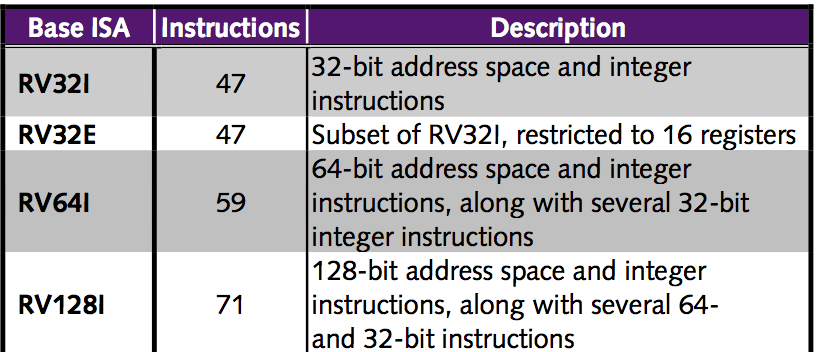 Base ISA Instructions Description
RV32I 47 32-bit address space and integer
instructions
RV32E 47 Subset of RV32I, restricted to 16 registers
RV64I 59 64-bit address space and integer
instructions, along with several 32-bit
integer instructions
RV128I 71 128-bit address space and integer
instructions, along with several 64-
and 32-bit instructions